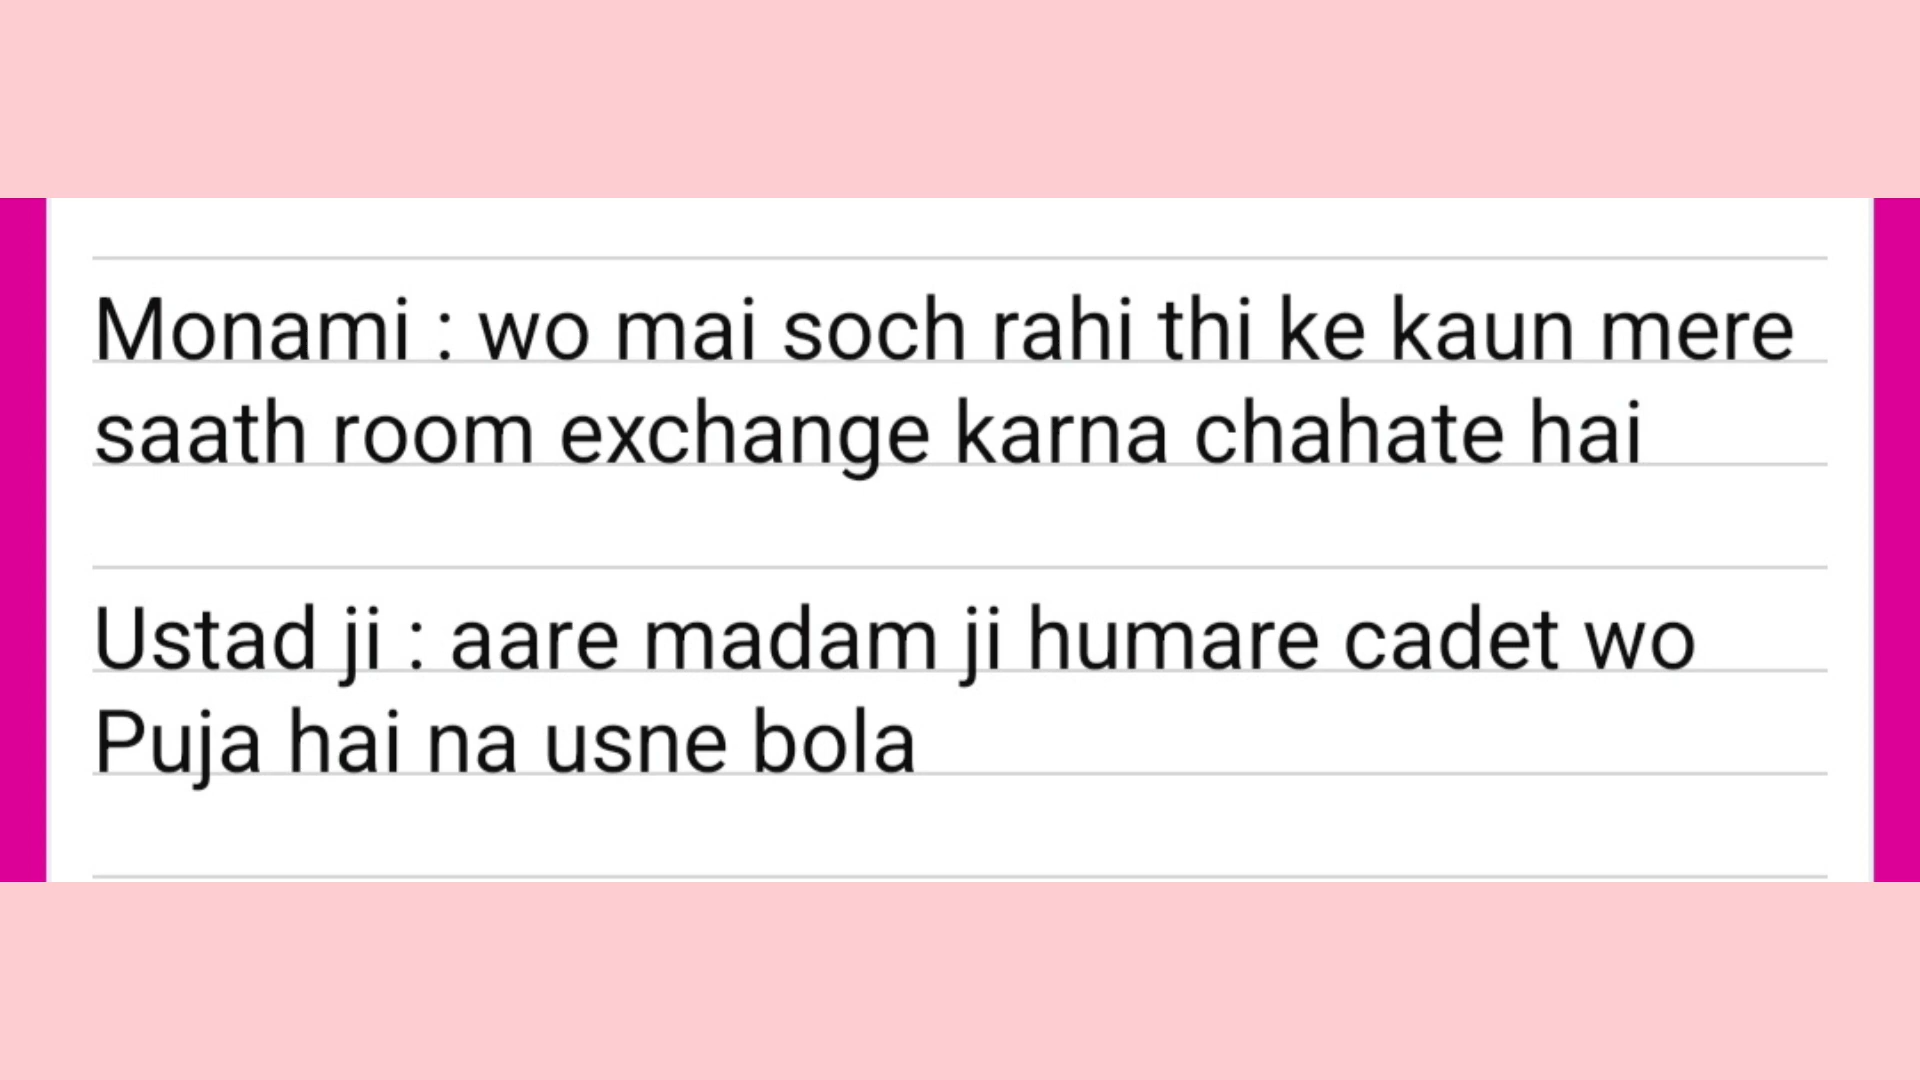 Monami : wo mai soch rahi thi ke kaun mere
saath room exchange karna chahate hai
Ustad ji : aare madam ji humare cadet wo
Puja hai na usne bola